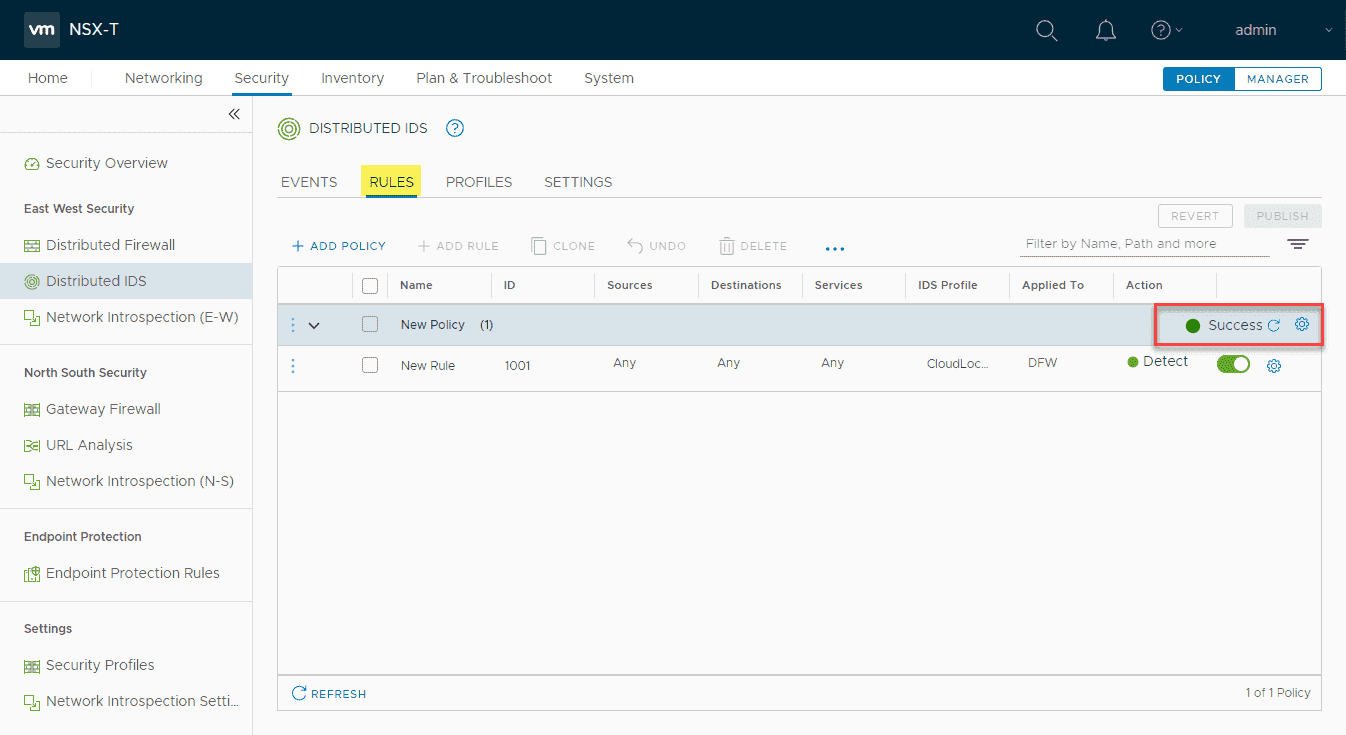 vm NSX-T admin
Home Networking Security Inventory Plan & Troubleshoot System POLICY MANAGER
DISTRIBUTED IDS
Security Overview
EVENTS RULES PROFILES SETTINGS
East West Security
REVERT PUBLISH
Distributed Firewall
ADD POLICY ADD RULE CLONE UNDO DELETE Filter by Name, Path and more
Distributed IDS
Name ID Sources Destinations Services IDS Profile Applied To Action
Network Introspection (E-W)
New Policy (1) Success
New Rule 1001 Any Any Any CloudLoc... DFW Detect
North South Security
Gateway Firewall
URL Analysis
Network Introspection (N-S)
Endpoint Protection
Endpoint Protection Rules
Settings
Security Profiles
Network Introspection Setti...
REFRESH 1 of 1 Policy